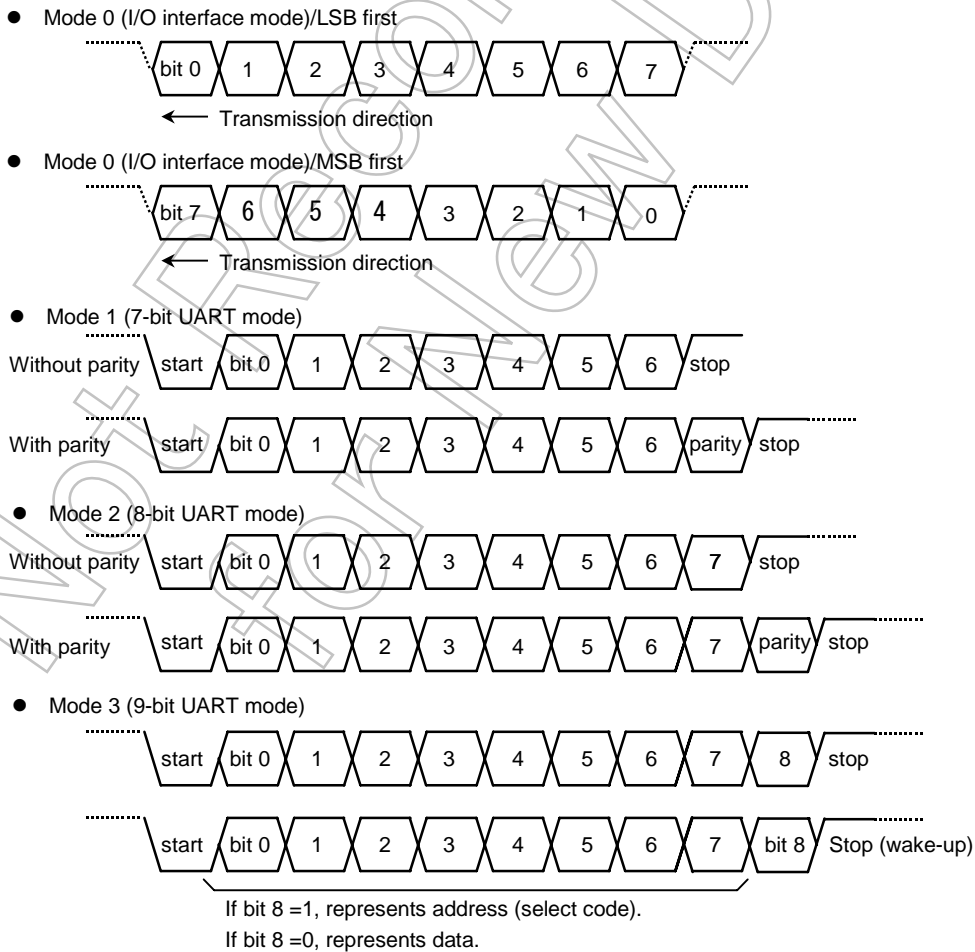 ● Mode 0 (I/O interface mode)/LSB first
bit 0 1 2 3 4 5 6 7
← Transmission direction
● Mode 0 (I/O interface mode)/MSB first
bit 7 6 5 4 3 2 1 0
← Transmission direction
● Mode 1 (7-bit UART mode)
Without parity start bit 0 1 2 3 4 5 6 stop
With parity start bit 0 1 2 3 4 5 6 parity stop
● Mode 2 (8-bit UART mode)
Without parity start bit 0 1 2 3 4 5 6 7 stop
With parity start bit 0 1 2 3 4 5 6 7 parity stop
● Mode 3 (9-bit UART mode)
start bit 0 1 2 3 4 5 6 7 8 stop
start bit 0 1 2 3 4 5 6 7 bit 8 Stop (wake-up)
If bit 8 =1, represents address (select code).
If bit 8 =0, represents data.
Not Recom
for New D